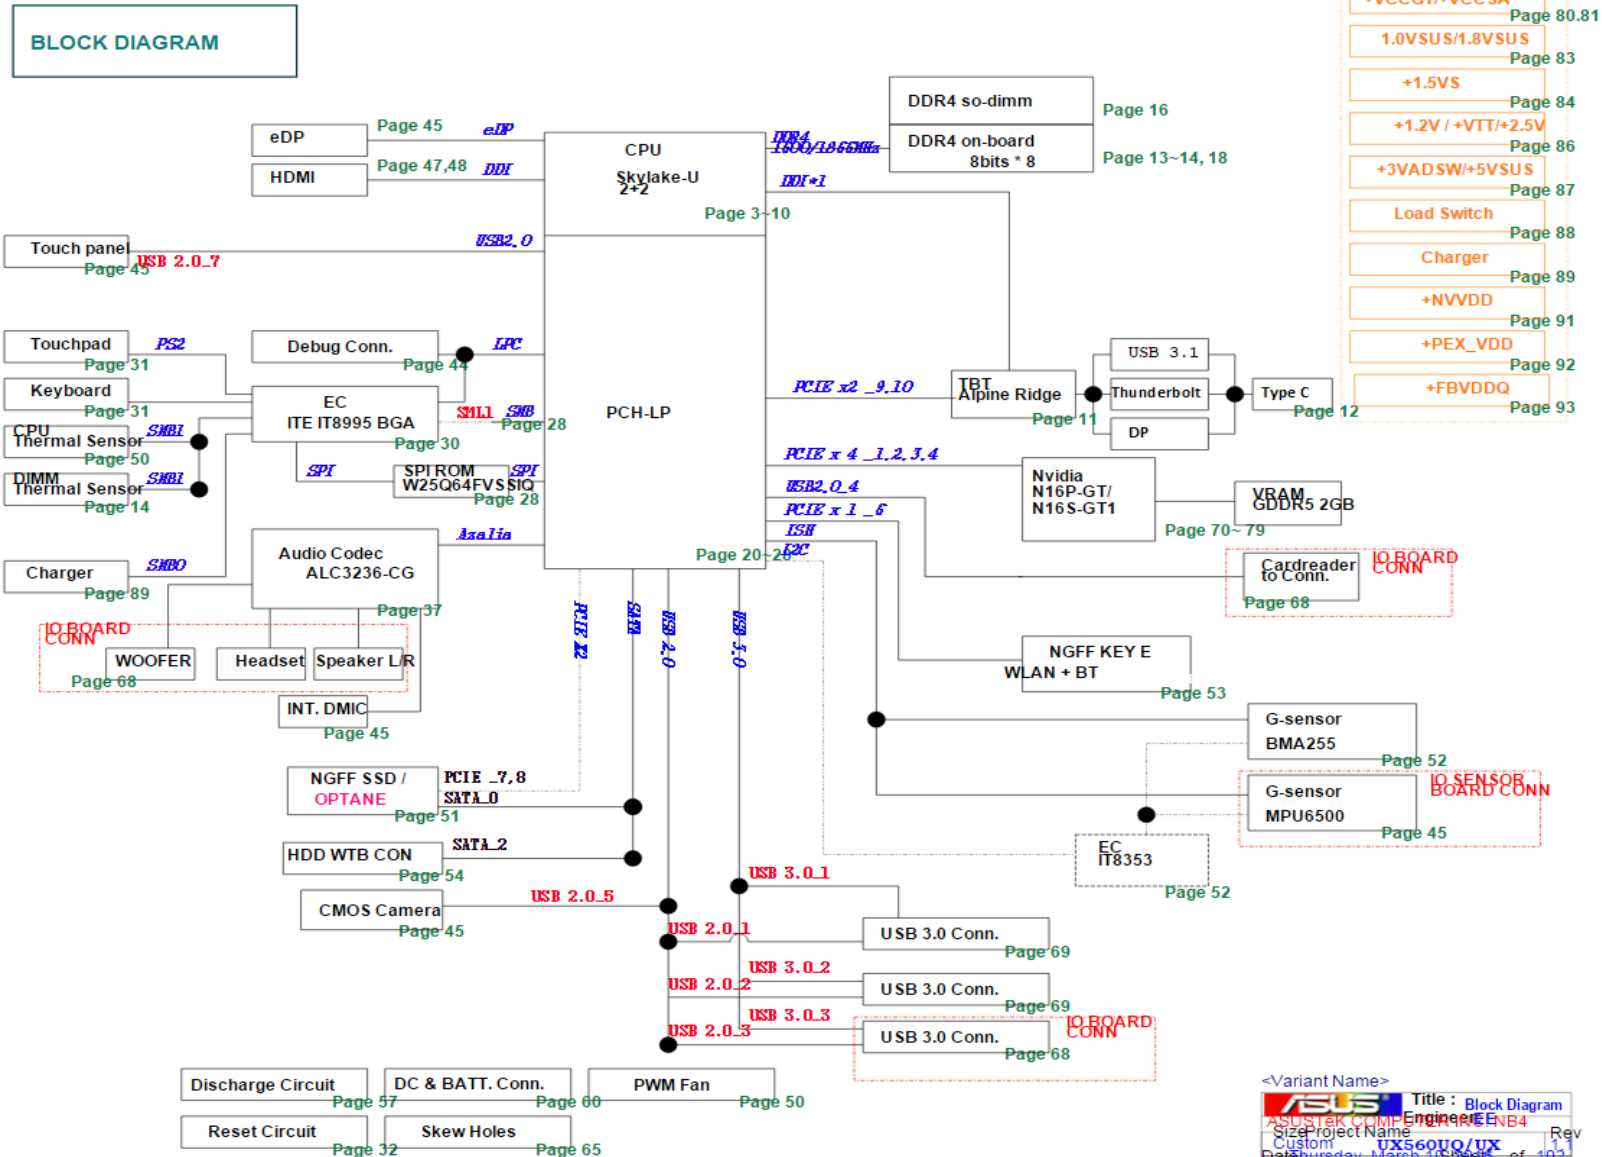 BLOCK DIAGRAM
+VCCGT/+VCCSA
Page 80.81
1.0VSUS/1.8VSUS
Page 83
+1.5VS
Page 84
+1.2V / +VTT/+2.5V
Page 86
+3VADSW/+5VSUS
Page 87
Load Switch
Page 88
Charger
Page 89
+NVVDD
Page 91
+PEX_VDD
Page 92
+FBVDDQ
Page 93
DDR4 so-dimm
Page 16
DDR4 on-board
8bits * 8
Page 13~14, 18
DDR4
eDP
Page 45
eDP
HDMI
Page 47,48
DDI
CPU
Skylake-U
2+2
Page 3~10
DDI*1
Touch panel
Page 45
USB 2.0_7
USB2.0
Touchpad
Page 31
PS2
Debug Conn.
Page 44
LPC
Keyboard
Page 31
EC
ITE IT8995 BGA
Page 30
SML1
SMB
Page 28
PCH-LP
CPU
Thermal Sensor
Page 50
SMB1
DIMM
Thermal Sensor
Page 14
SMB1
SPI
SPI ROM
W25Q64FVSSIQ
Page 28
SPI
PCIE x2 _9,10
TBT
Alpine Ridge
Page 11
USB 3.1
Thunderbolt
DP
Type C
Page 12
PCIE x 4 _1,2,3,4
Nvidia
N16P-GT/
N16S-GT1
Page 70~ 79
VRAM
GDDR5 2GB
USB2.0_4
PCIE x 1 _6
ISH
I2C
Page 20~28
Azalia
Audio Codec
ALC3236-CG
Page 37
Charger
Page 89
SMB0
IO BOARD
CONN
WOOFER
Headset
Speaker L/R
Page 68
INT. DMIC
Page 45
Cardreader
to Conn.
Page 68
IO BOARD
CONN
NGFF KEY E
WLAN + BT
Page 53
PCIE X2
SATA
USB 2.0
USB 3.0
G-sensor
BMA255
Page 52
G-sensor
MPU6500
Page 45
IO SENSOR
BOARD CONN
EC
IT8353
Page 52
NGFF SSD /
OPTANE
Page 51
PCIE _7,8
SATA_0
HDD WTB CON
Page 54
SATA_2
CMOS Camera
Page 45
USB 2.0_5
USB 3.0_1
USB 2.0_1
USB 3.0 Conn.
Page 69
USB 3.0_2
USB 2.0_2
USB 3.0 Conn.
Page 69
USB 3.0_3
USB 2.0_3
USB 3.0 Conn.
Page 68
IO BOARD
CONN
Discharge Circuit
Page 57
DC & BATT. Conn.
Page 60
PWM Fan
Page 50
Reset Circuit
Page 32
Skew Holes
Page 65
<Variant Name>
ASUS
Title : Block Diagram
ASUSTeK COMPUTER INC. NB4
Engineer: EE
Size
Project Name
Rev
Custom
UX560UQ/UX
1.1
Date:
Thursday, March 10
Sheet
of